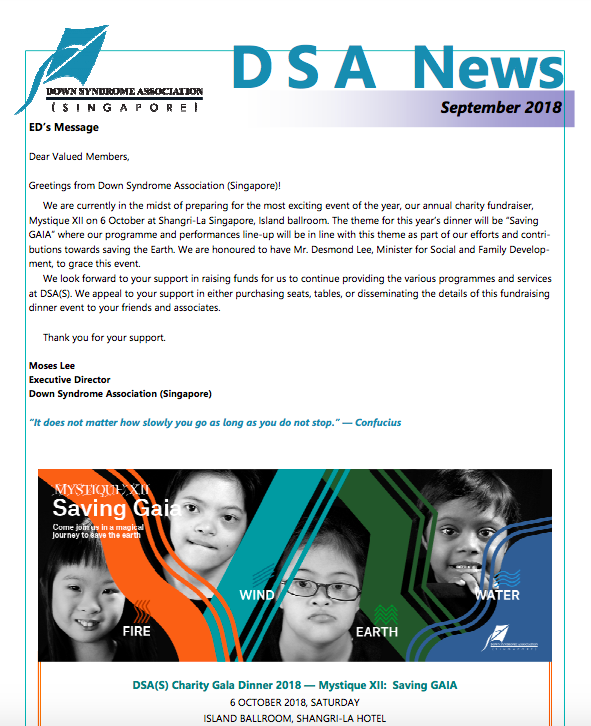 DOWN SYNDROME ASSOCIATION
(SINGAPORE)
DSA News
September 2018
ED's Message
Dear Valued Members,
Greetings from Down Syndrome Association (Singapore)!
We are currently in the midst of preparing for the most exciting event of the year, our annual charity fundraiser,
Mystique XII on 6 October at Shangri-La Singapore, Island ballroom. The theme for this year's dinner will be "Saving
GAIA" where our programme and performances line-up will be in line with this theme as part of our efforts and contri-
butions towards saving the Earth. We are honoured to have Mr. Desmond Lee, Minister for Social and Family Develop-
ment, to grace this event.
We look forward to your support in raising funds for us to continue providing the various programmes and services
at DSA(S). We appeal to your support in either purchasing seats, tables, or disseminating the details of this fundraising
dinner event to your friends and associates.
Thank you for your support.
Moses Lee
Executive Director
Down Syndrome Association (Singapore)
"It does not matter how slowly you go as long as you do not stop." — Confucius
MYSTIQUE XII
Saving Gaia
Come join us in a magical
journey to save the earth
FIRE
WIND
EARTH
WATER
DSA(S) Charity Gala Dinner 2018 — Mystique XII: Saving GAIA
6 OCTOBER 2018, SATURDAY
ISLAND BALLROOM, SHANGRI-LA HOTEL